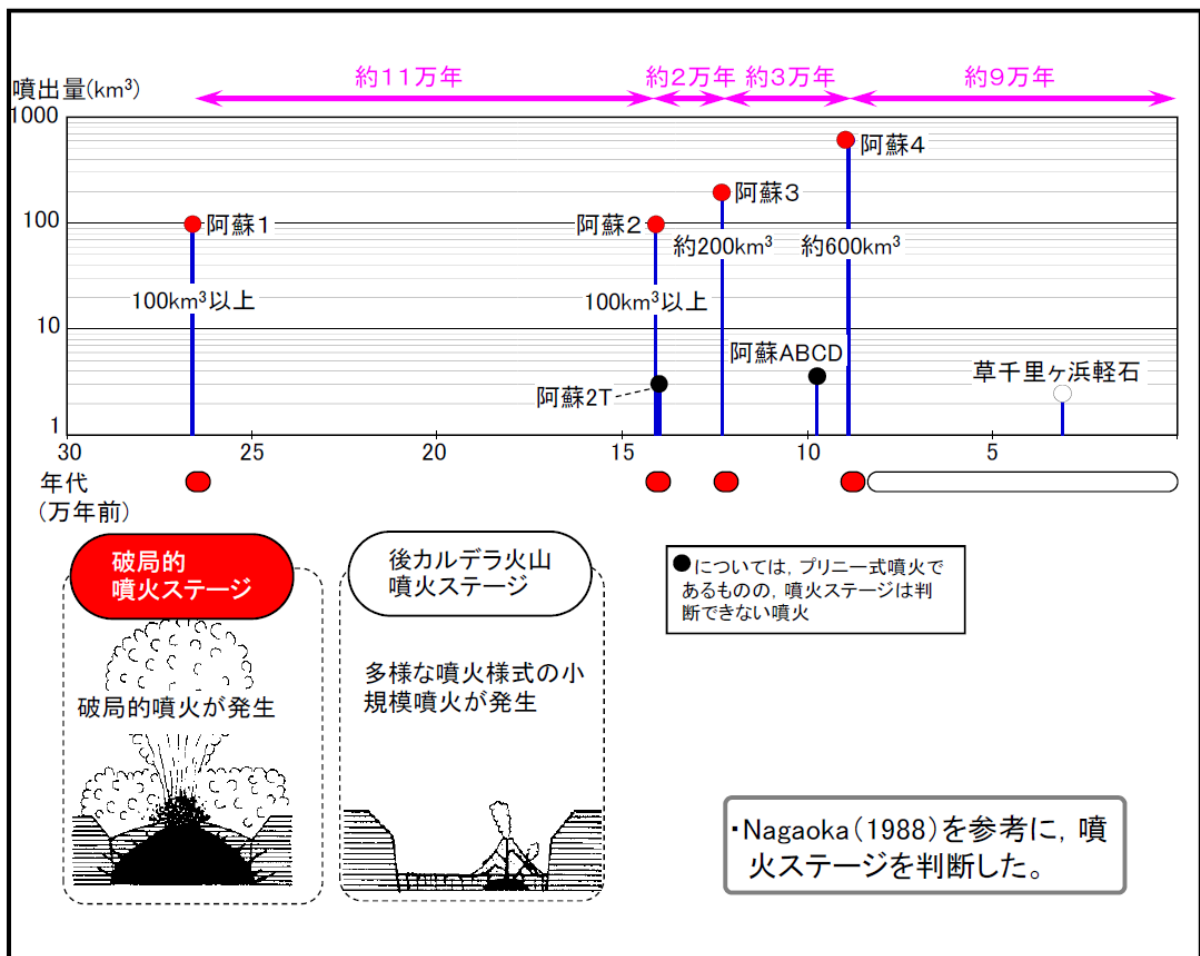 約11万年
約2万年
約3万年
約9万年
噴出量(km³)
1000
100
10
1
阿蘇4
阿蘇3
阿蘇1
阿蘇2
約200km³
約600km³
100km³以上
100km³以上
阿蘇ABCD
草千里ヶ浜軽石
阿蘇2T
30
25
20
15
10
5
年代
(万年前)
破局的
噴火ステージ
後カルデラ火山
噴火ステージ
●については，プリニー式噴火で
あるものの，噴火ステージは判
断できない噴火
破局的噴火が発生
多様な噴火様式の小
規模噴火が発生
・Nagaoka(1988)を参考に，噴
火ステージを判断した。